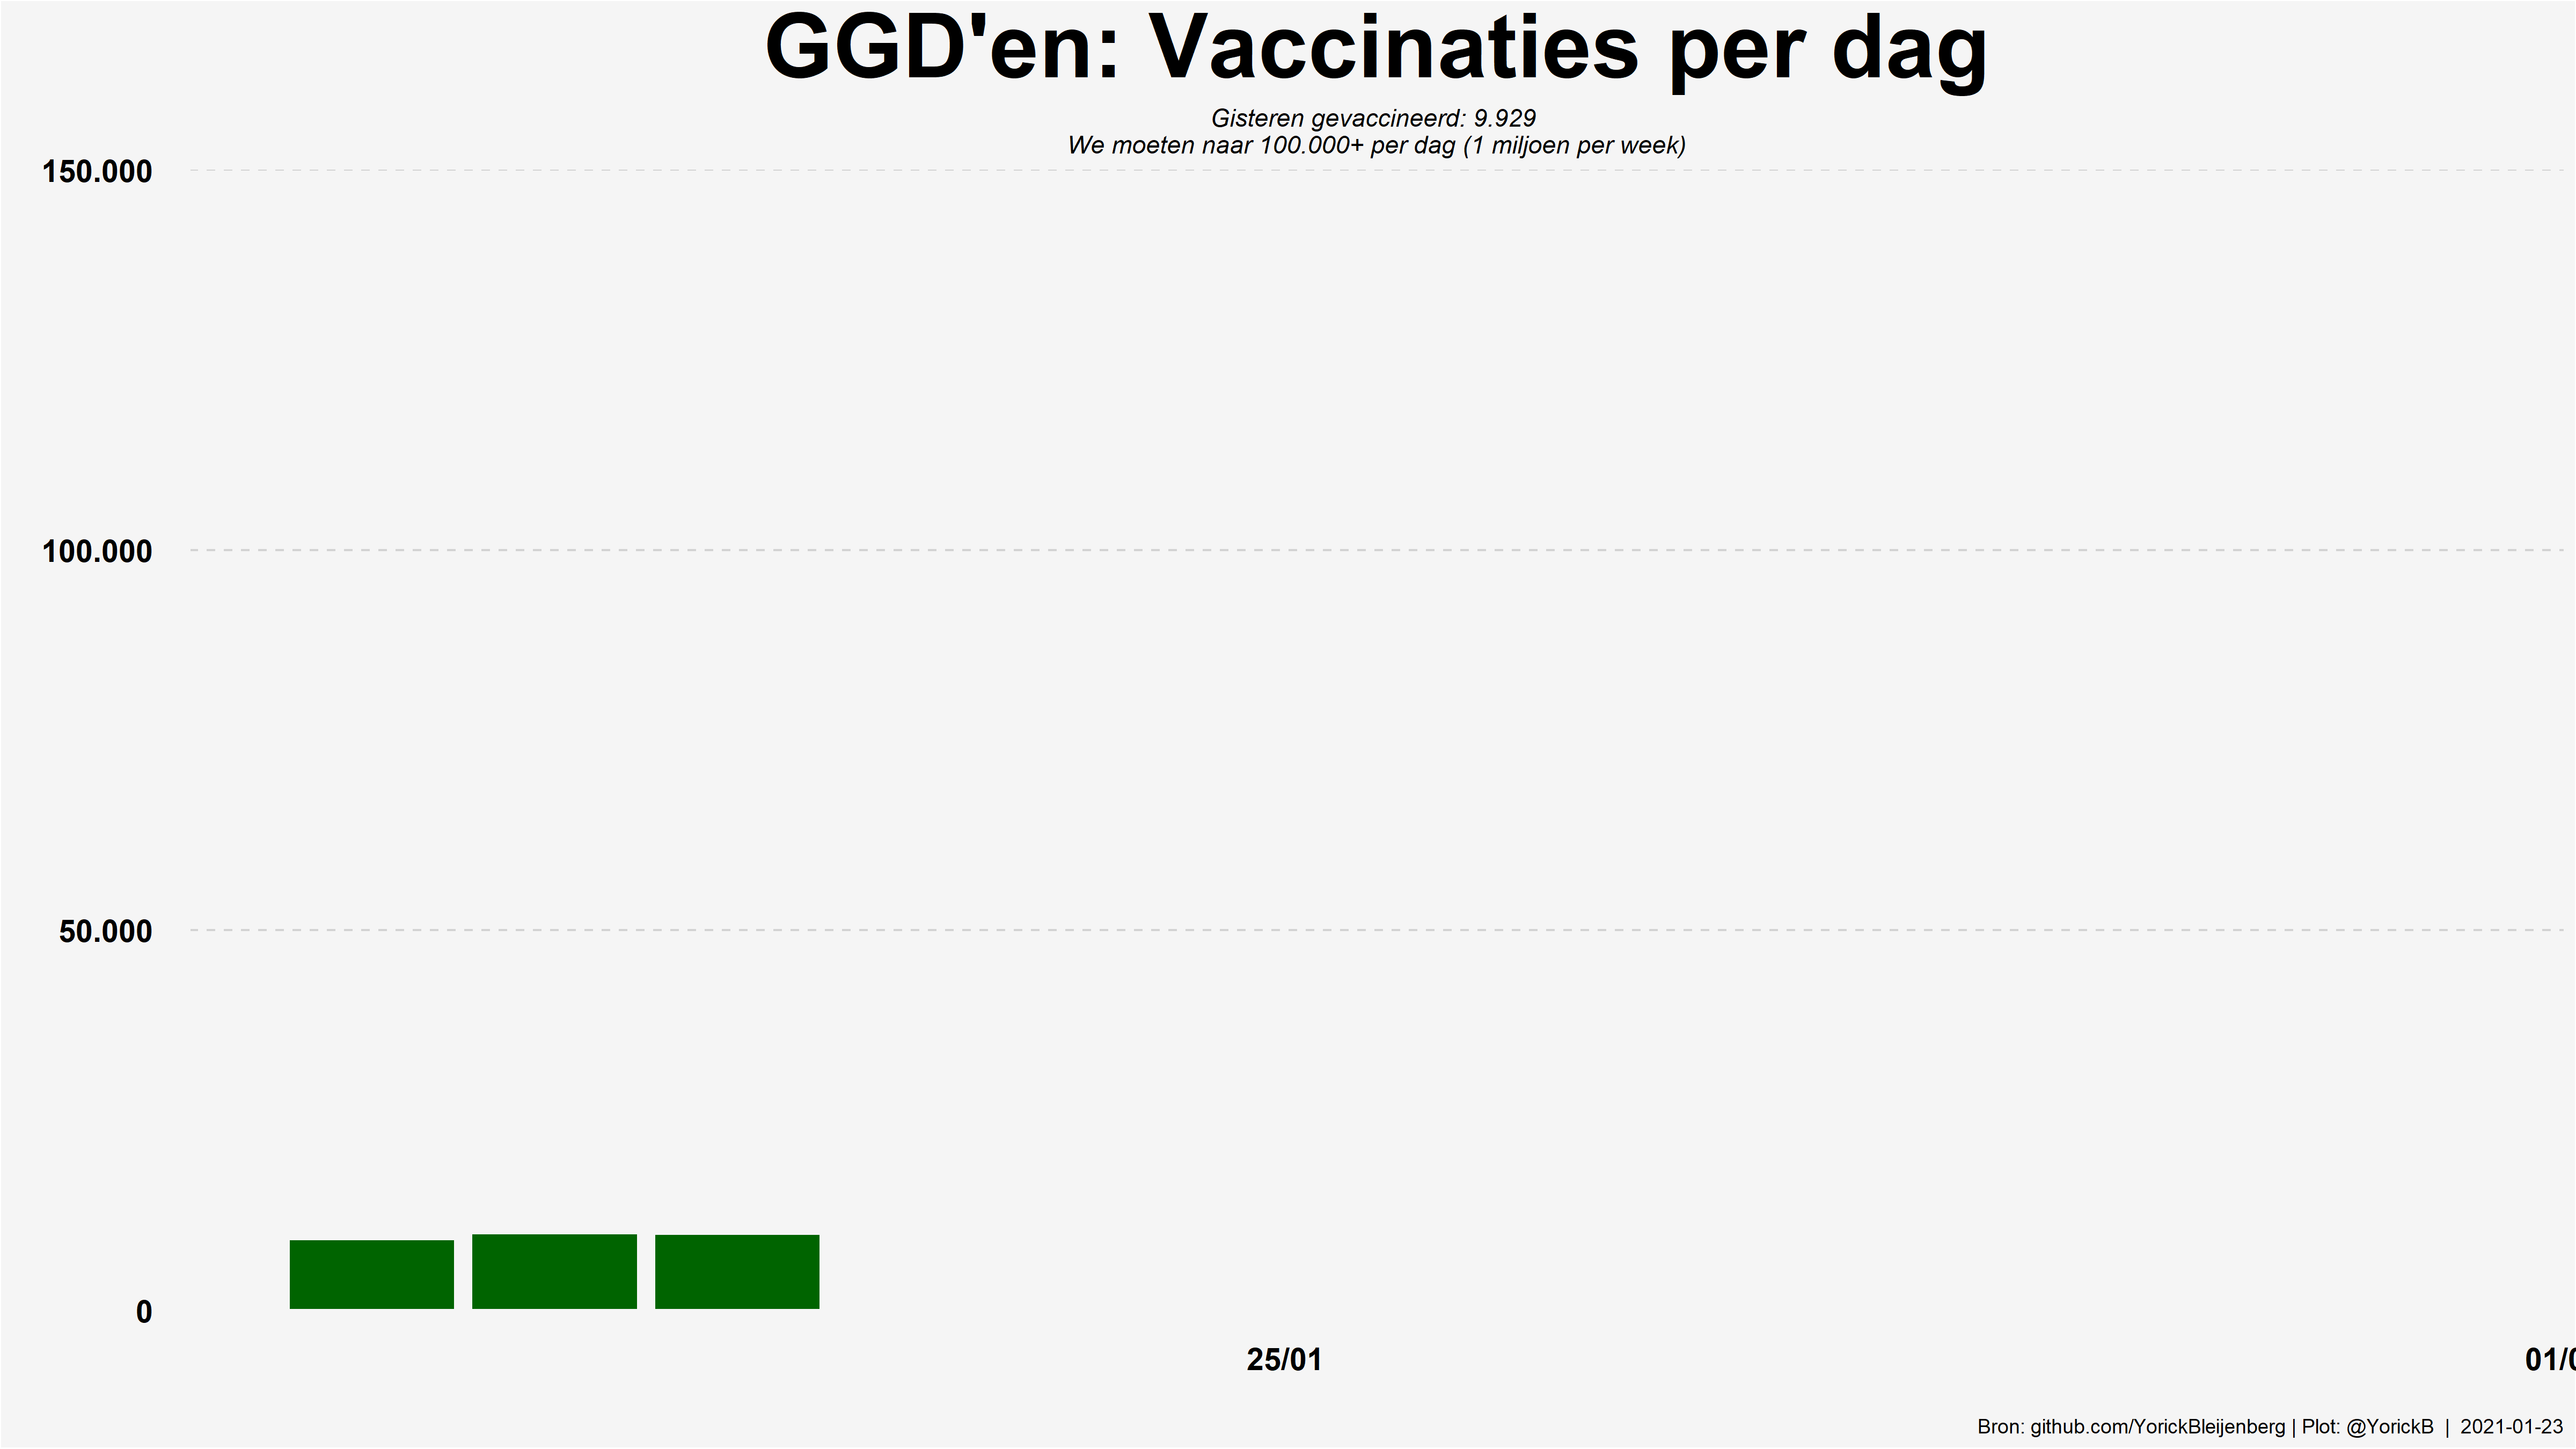 GGD'en: Vaccinaties per dag
Gisteren gevaccineerd: 9.929
We moeten naar 100.000+ per dag (1 miljoen per week)
150.000
100.000
50.000
0
25/01
01/0
Bron: github.com/YorickBleijenberg | Plot: @YorickB | 2021-01-23